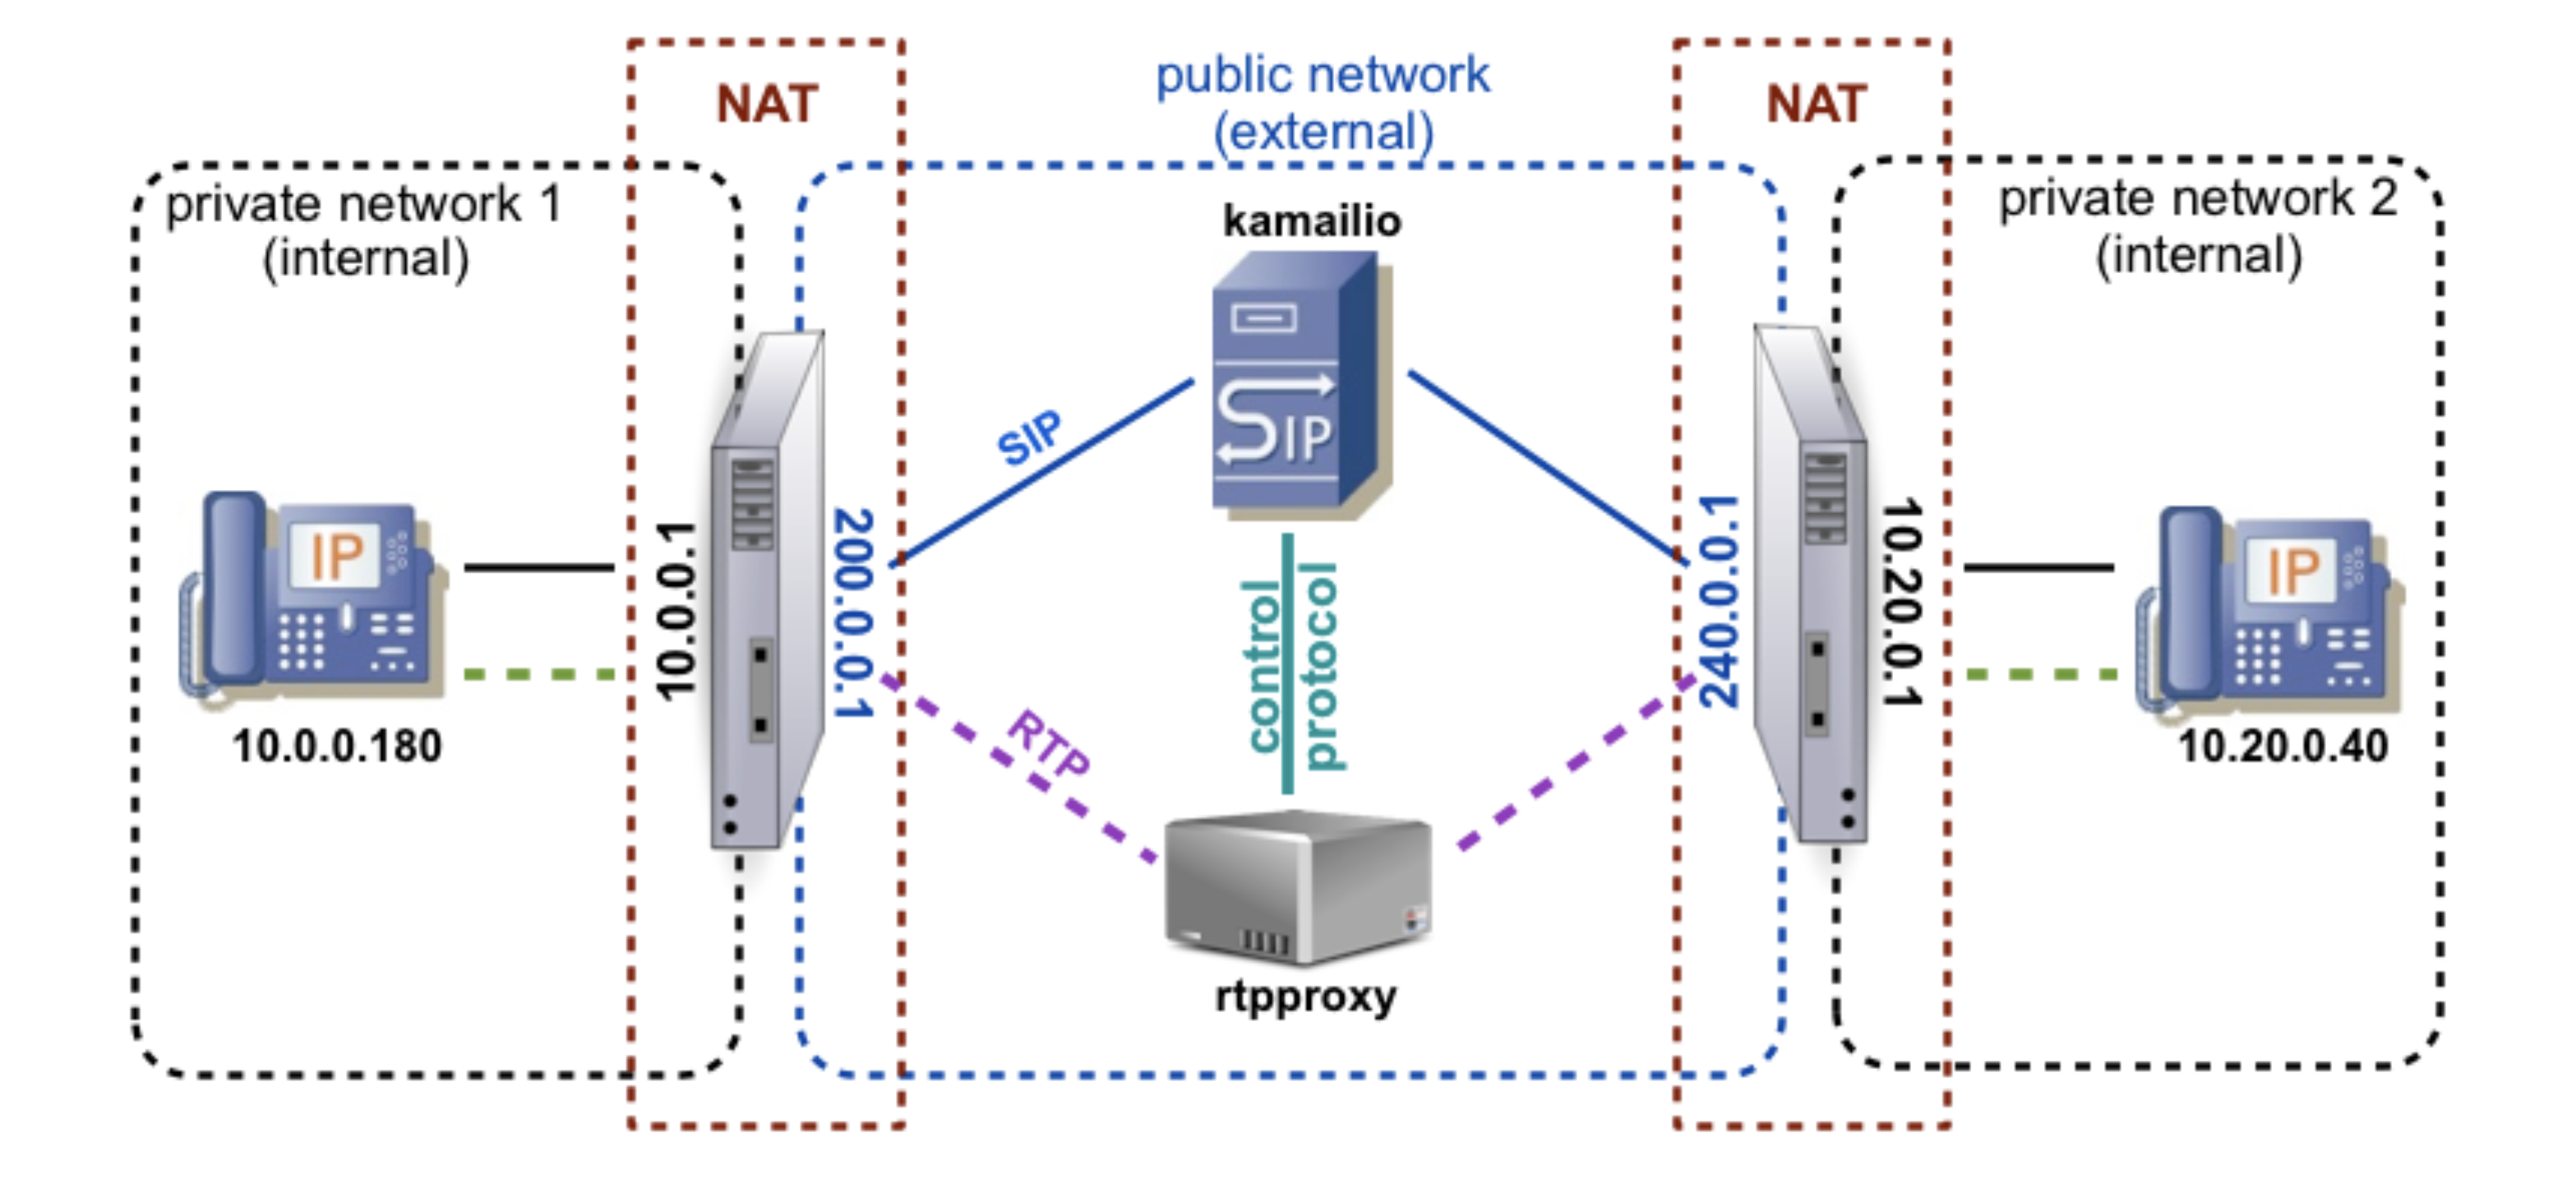 NAT
public network
(external)
NAT
private network 1
(internal)
kamailio
private network 2
(internal)
SIP
SIP
IP
10.0.0.180
10.0.0.1
200.0.0.1
control
protocol
RTP
rtpproxy
240.0.0.1
10.20.0.1
IP
10.20.0.40